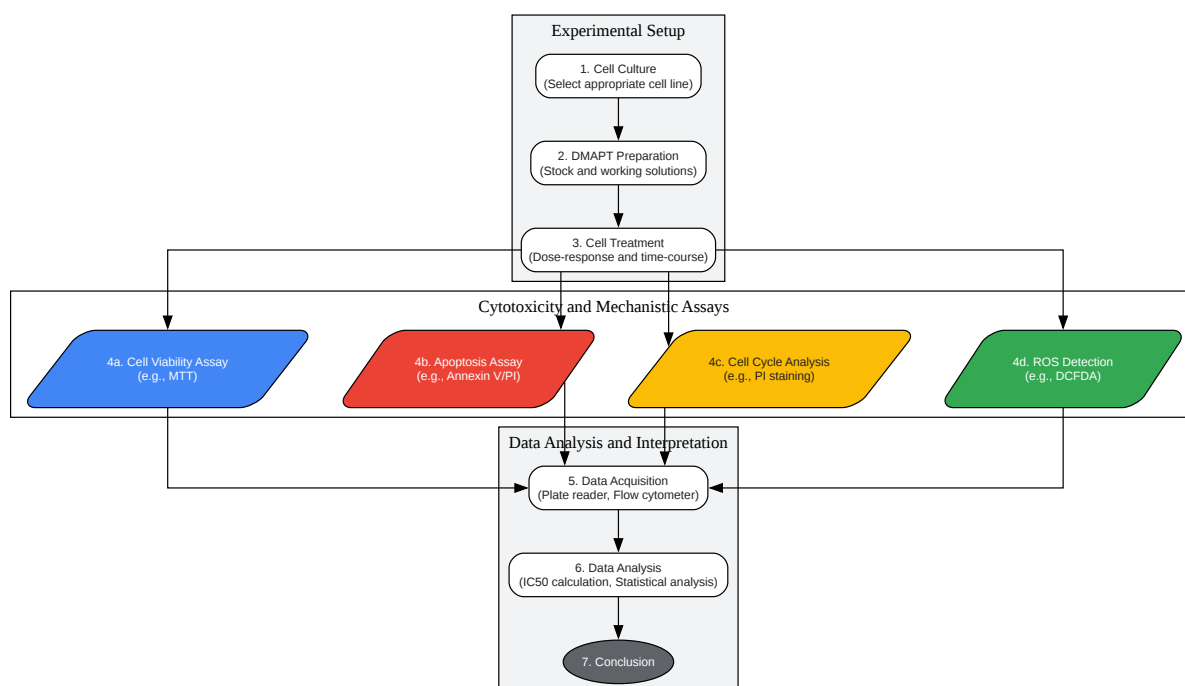 Experimental Setup
1. Cell Culture
(Select appropriate cell line)
2. DMAPT Preparation
(Stock and working solutions)
3. Cell Treatment
(Dose-response and time-course)
Cytotoxicity and Mechanistic Assays
4a. Cell Viability Assay
(e.g., MTT)
4b. Apoptosis Assay
(e.g., Annexin V/PI)
4c. Cell Cycle Analysis
(e.g., PI staining)
4d. ROS Detection
(e.g., DCFDA)
Data Analysis and Interpretation
5. Data Acquisition
(Plate reader, Flow cytometer)
6. Data Analysis
(IC50 calculation, Statistical analysis)
7. Conclusion